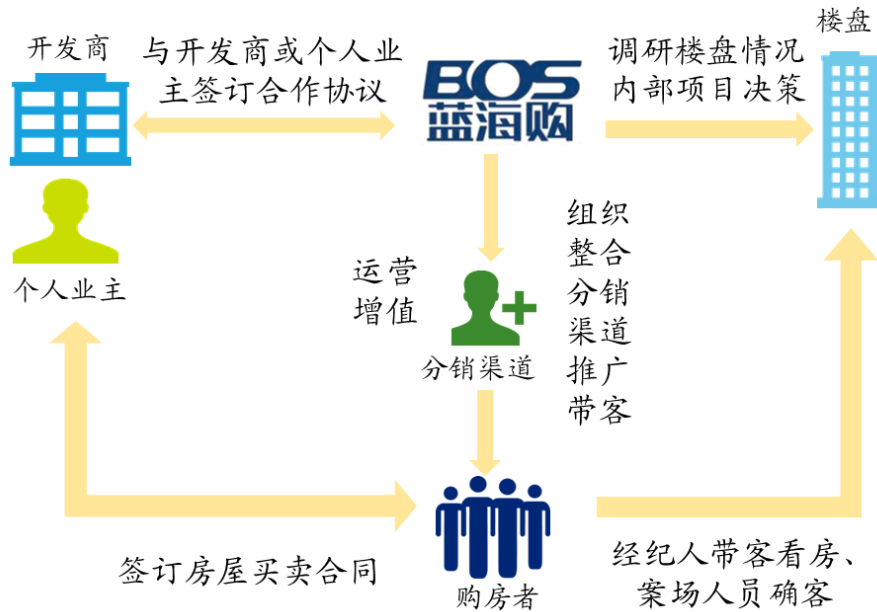 开发商
与开发商或个人业
主签订合作协议
BOS
蓝海购
调研楼盘情况
内部项目决策
楼盘
个人业主
运营
增值
分销渠道
组织
整合
分销
渠道
推广
带客
签订房屋买卖合同
购房者
经纪人带客看房、
案场人员确客